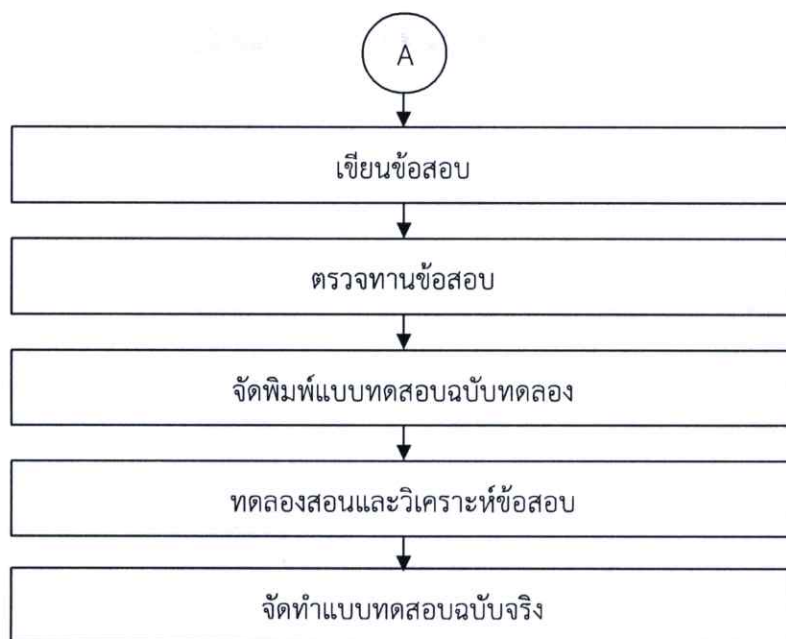 A
เขียนข้อสอบ
ตรวจทานข้อสอบ
จัดพิมพ์แบบทดสอบฉบับทดลอง
ทดลองสอนและวิเคราะห์ข้อสอบ
จัดทำแบบทดสอบฉบับจริง